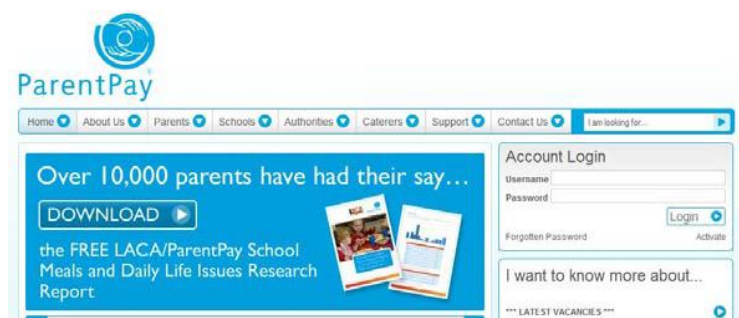 ParentPay
Home About Us Parents Schools Authorities Caterers Support Contact Us I am looking for...
Over 10,000 parents have had their say...
DOWNLOAD
the FREE LACA/ParentPay School
Meals and Daily Life Issues Research
Report
Account Login
Username
Password
Login
Forgotten Password Activate
I want to know more about...
*** LATEST VACANCIES ***